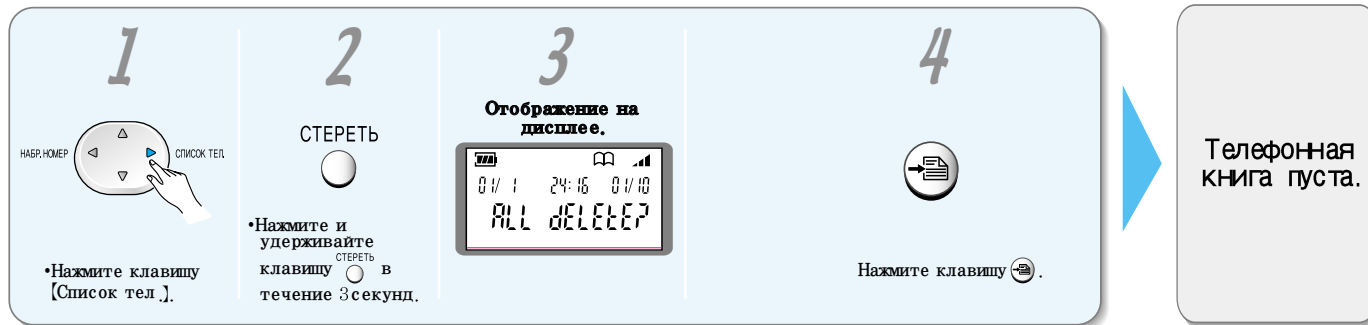 1
НАБР.НОМЕР
СПИСОК ТЕЛ.
•Нажмите клавишу
【Список тел.】.
2
СТЕРЕТЬ
•Нажмите и
удерживайте
СТЕРЕТЬ
клавишу в
течение 3секунд.
3
Отображение на
дисплее.
01/ 1 24:16 01/10
ALL dELEtE?
4
Нажмите клавишу .
Телефонная
книга пуста.